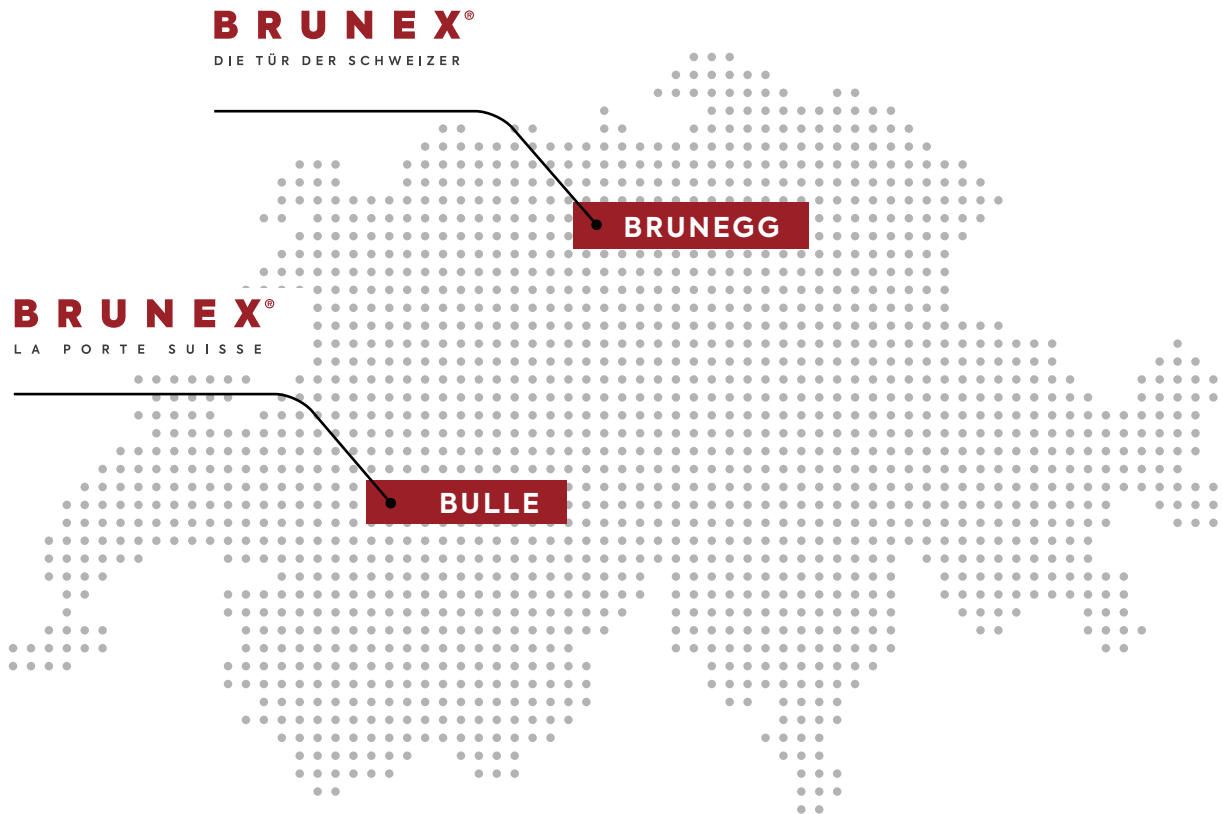 BRUNEX®
DIE TÜR DER SCHWEIZER
BRUNEGG
BRUNEX®
LA PORTE SUISSE
BULLE